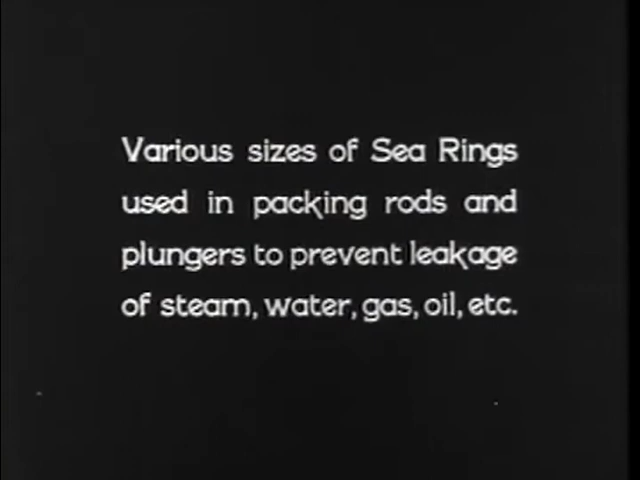 Various sizes of Sea Rings
used in packing rods and
plungers to prevent leakage
of steam, water, gas, oil, etc.